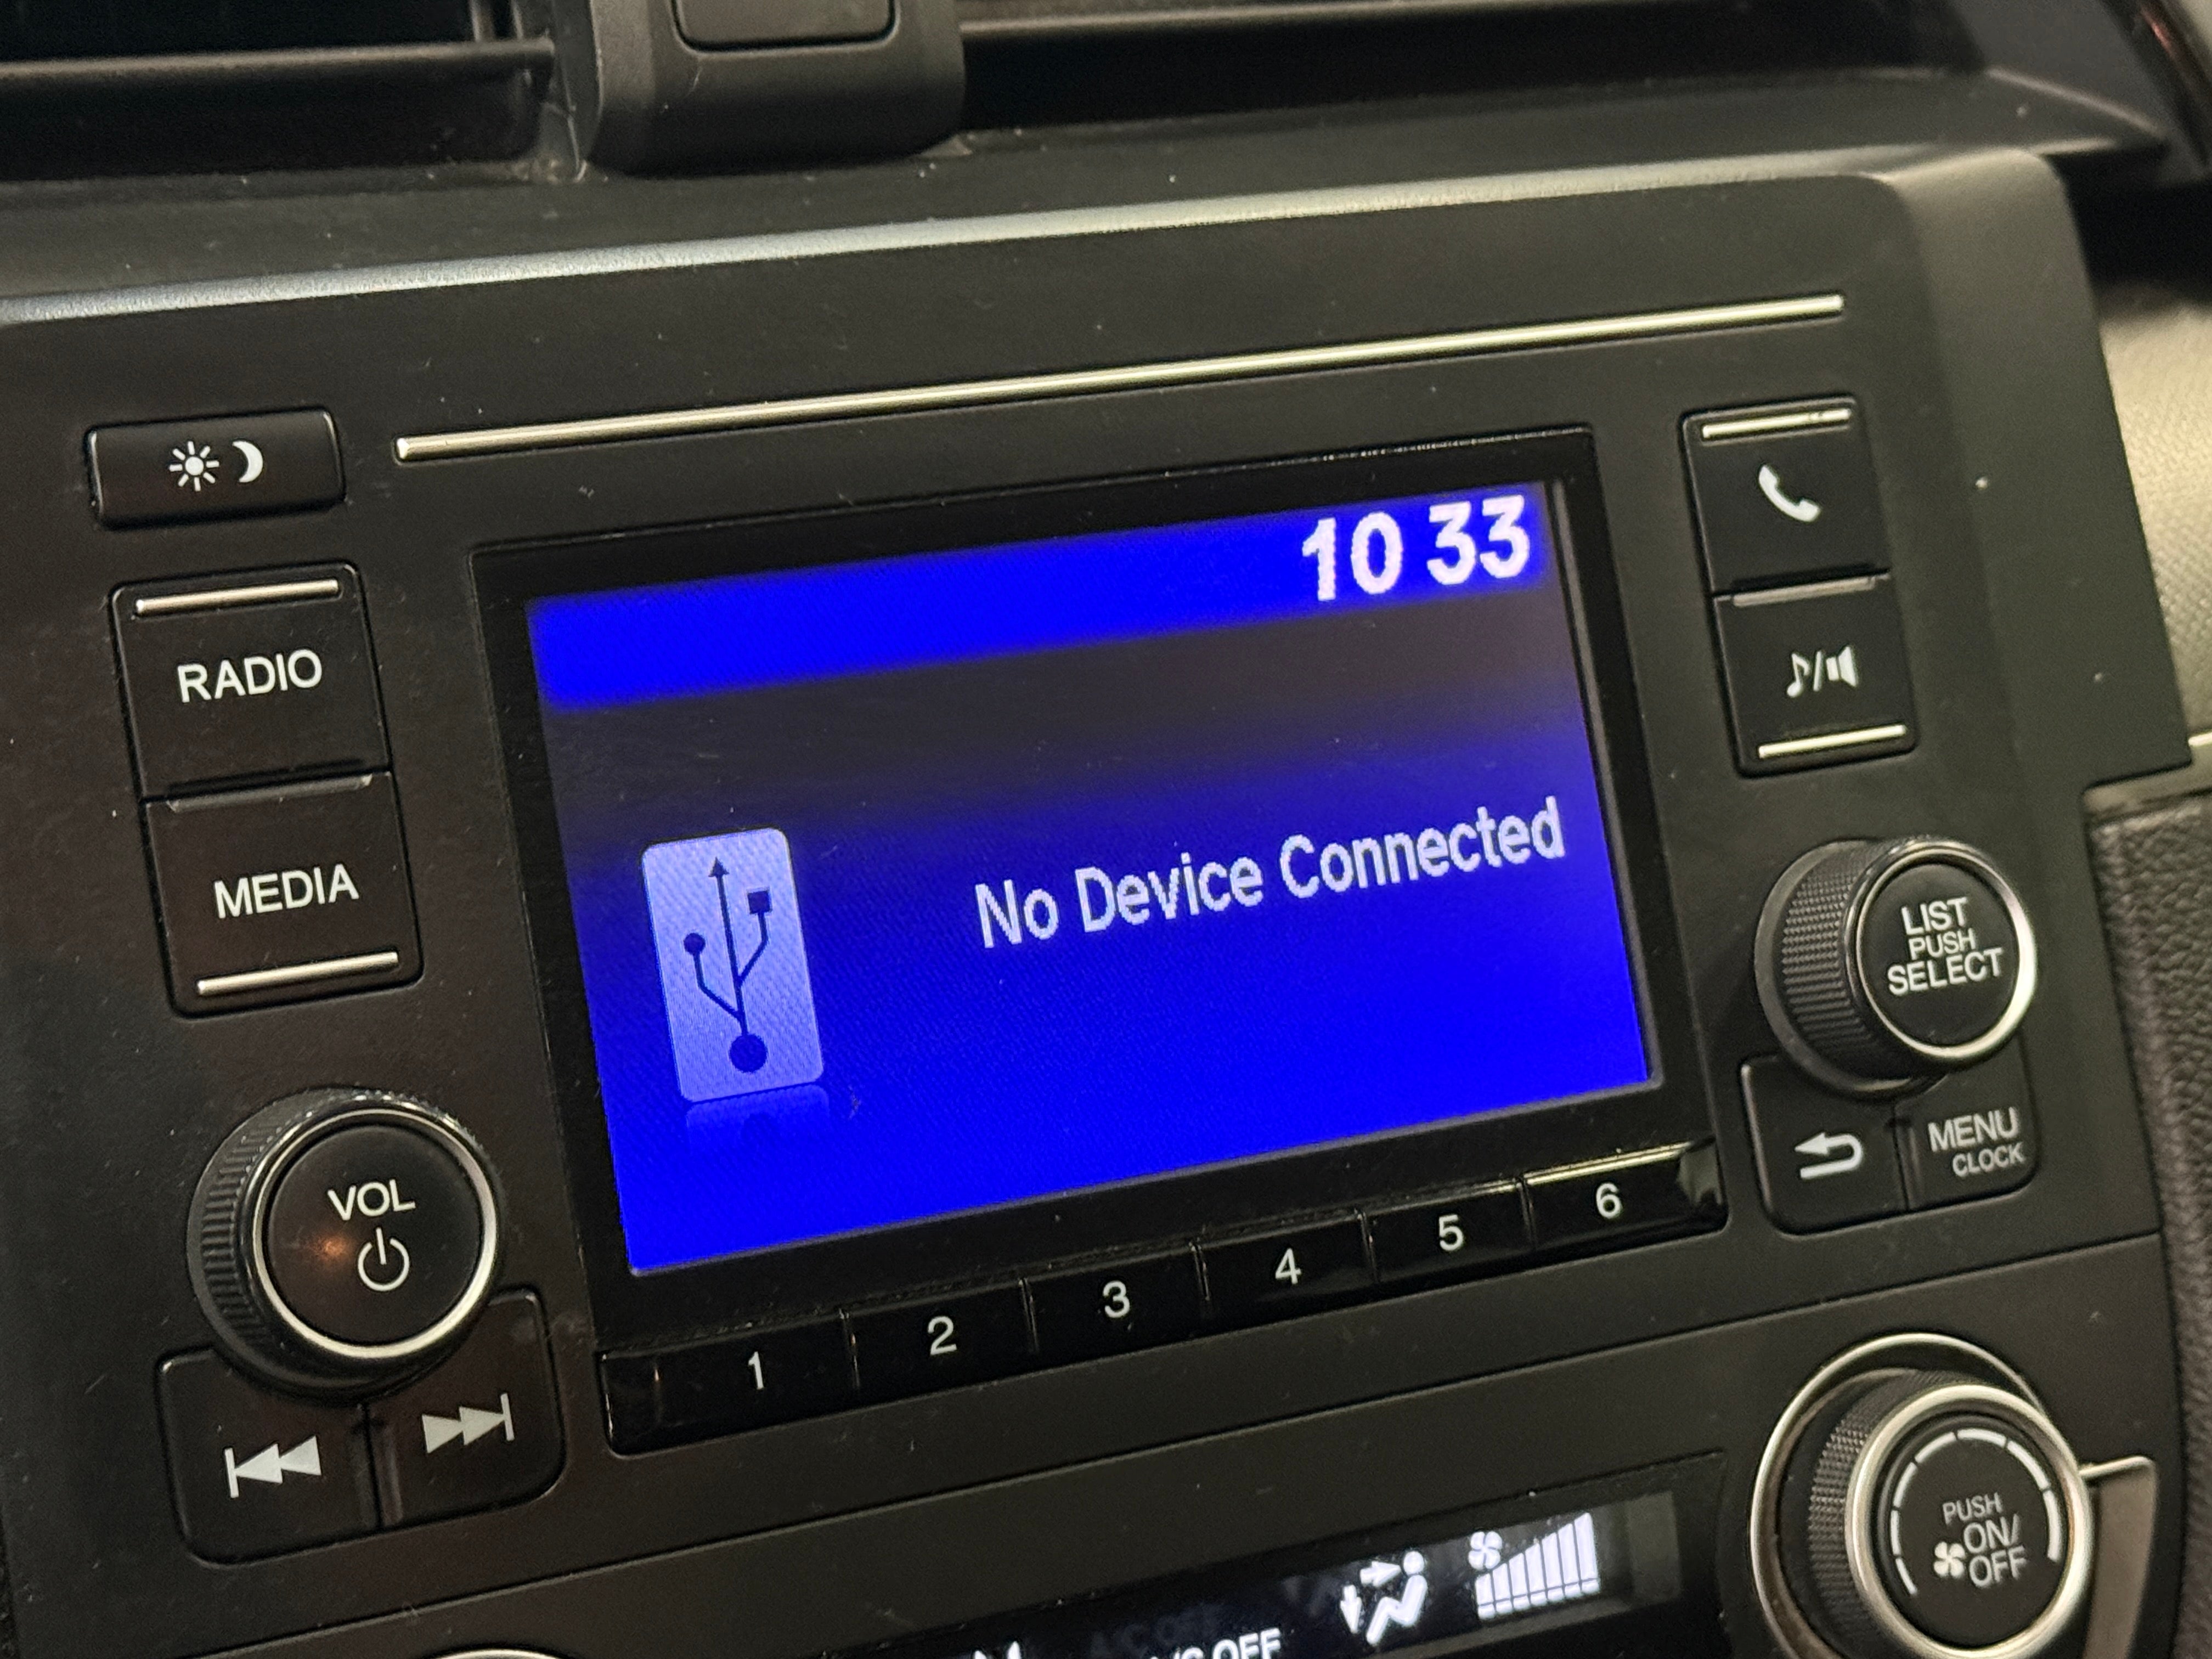 10 33
RADIO
MEDIA
No Device Connected
LIST
PUSH
SELECT
VOL
MENU
CLOCK
1 2 3 4 5 6
PUSH
ON/
OFF
A/C OFF